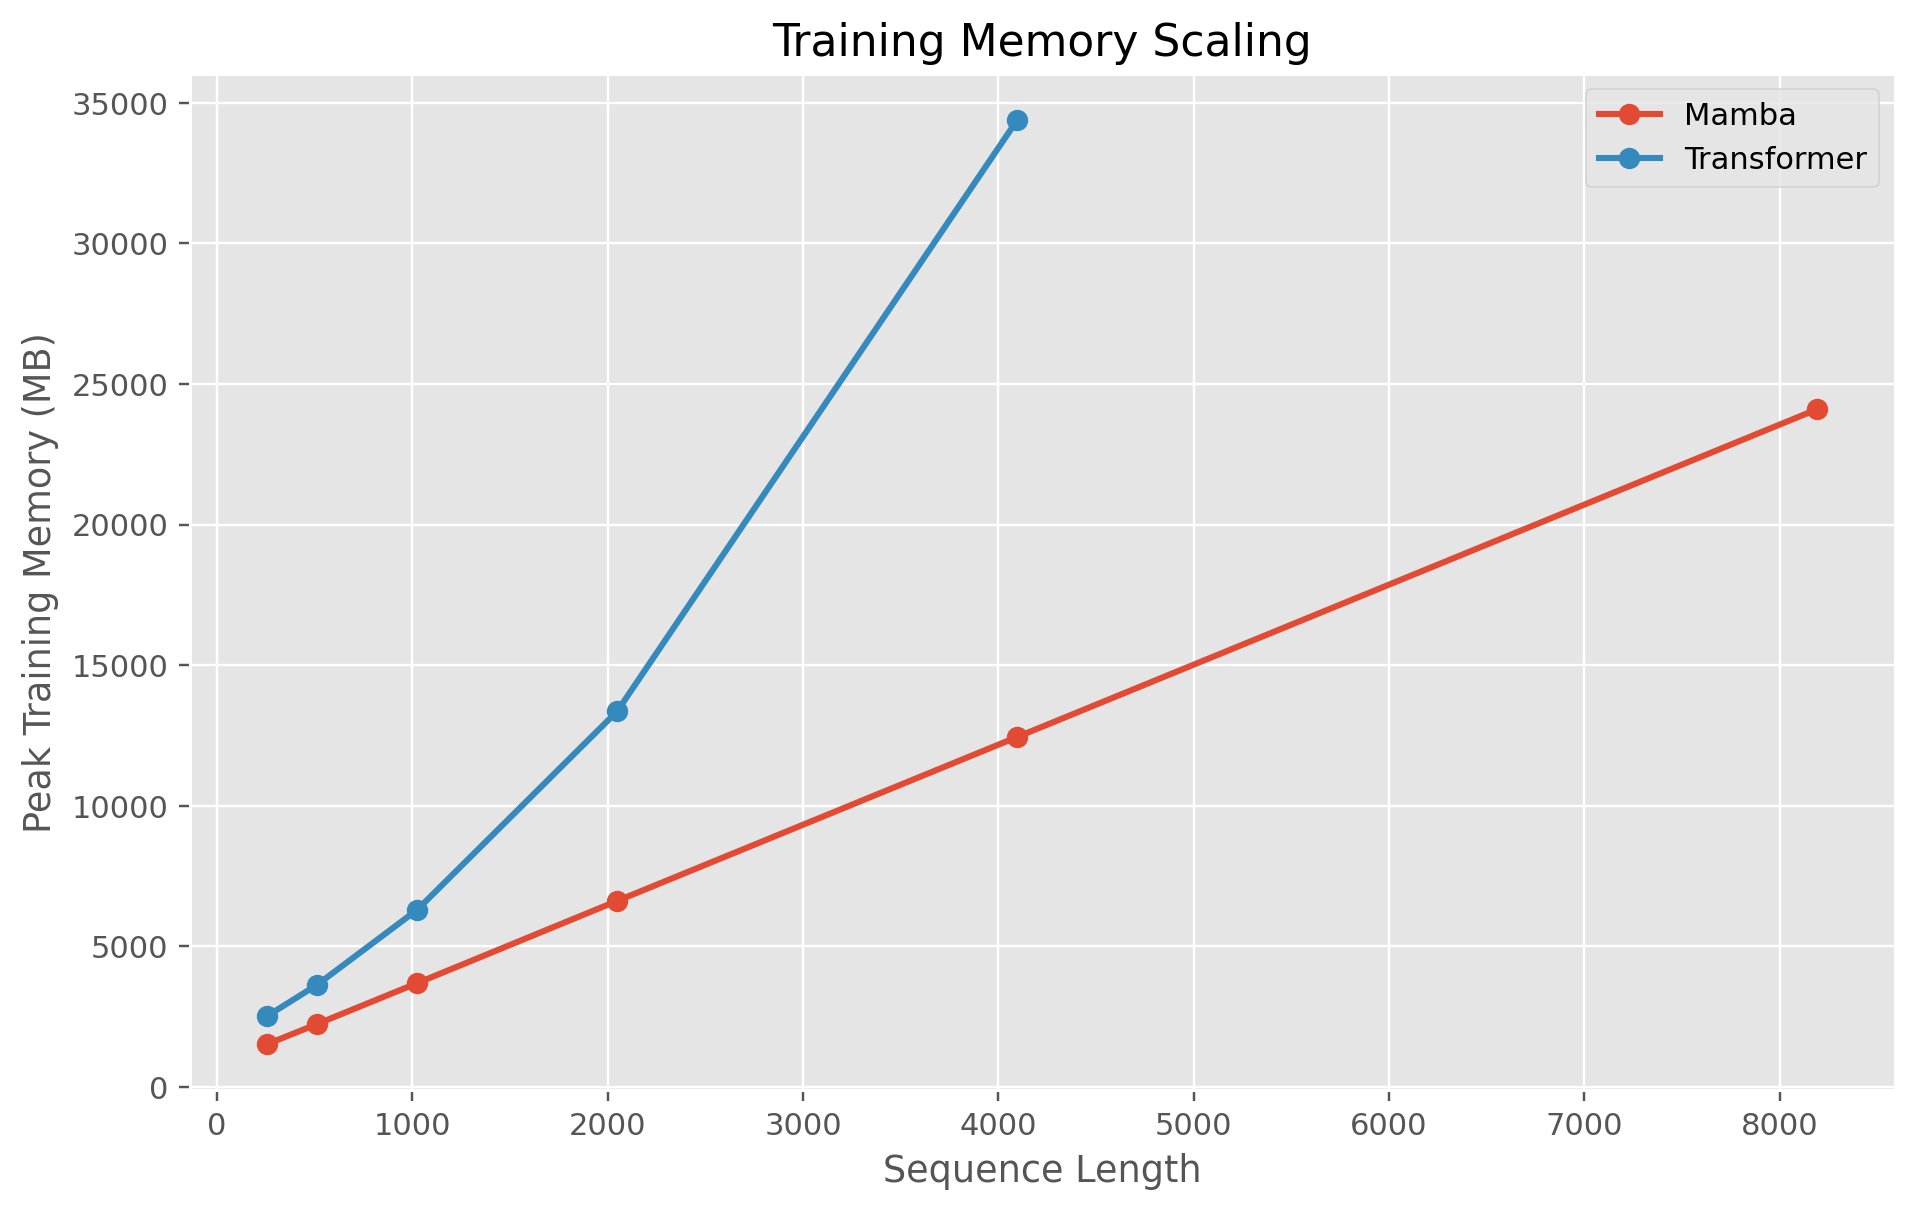 Training Memory Scaling
Mamba
Transformer
35000
30000
25000
20000
15000
10000
5000
0
Peak Training Memory (MB)
0 1000 2000 3000 4000 5000 6000 7000 8000
Sequence Length